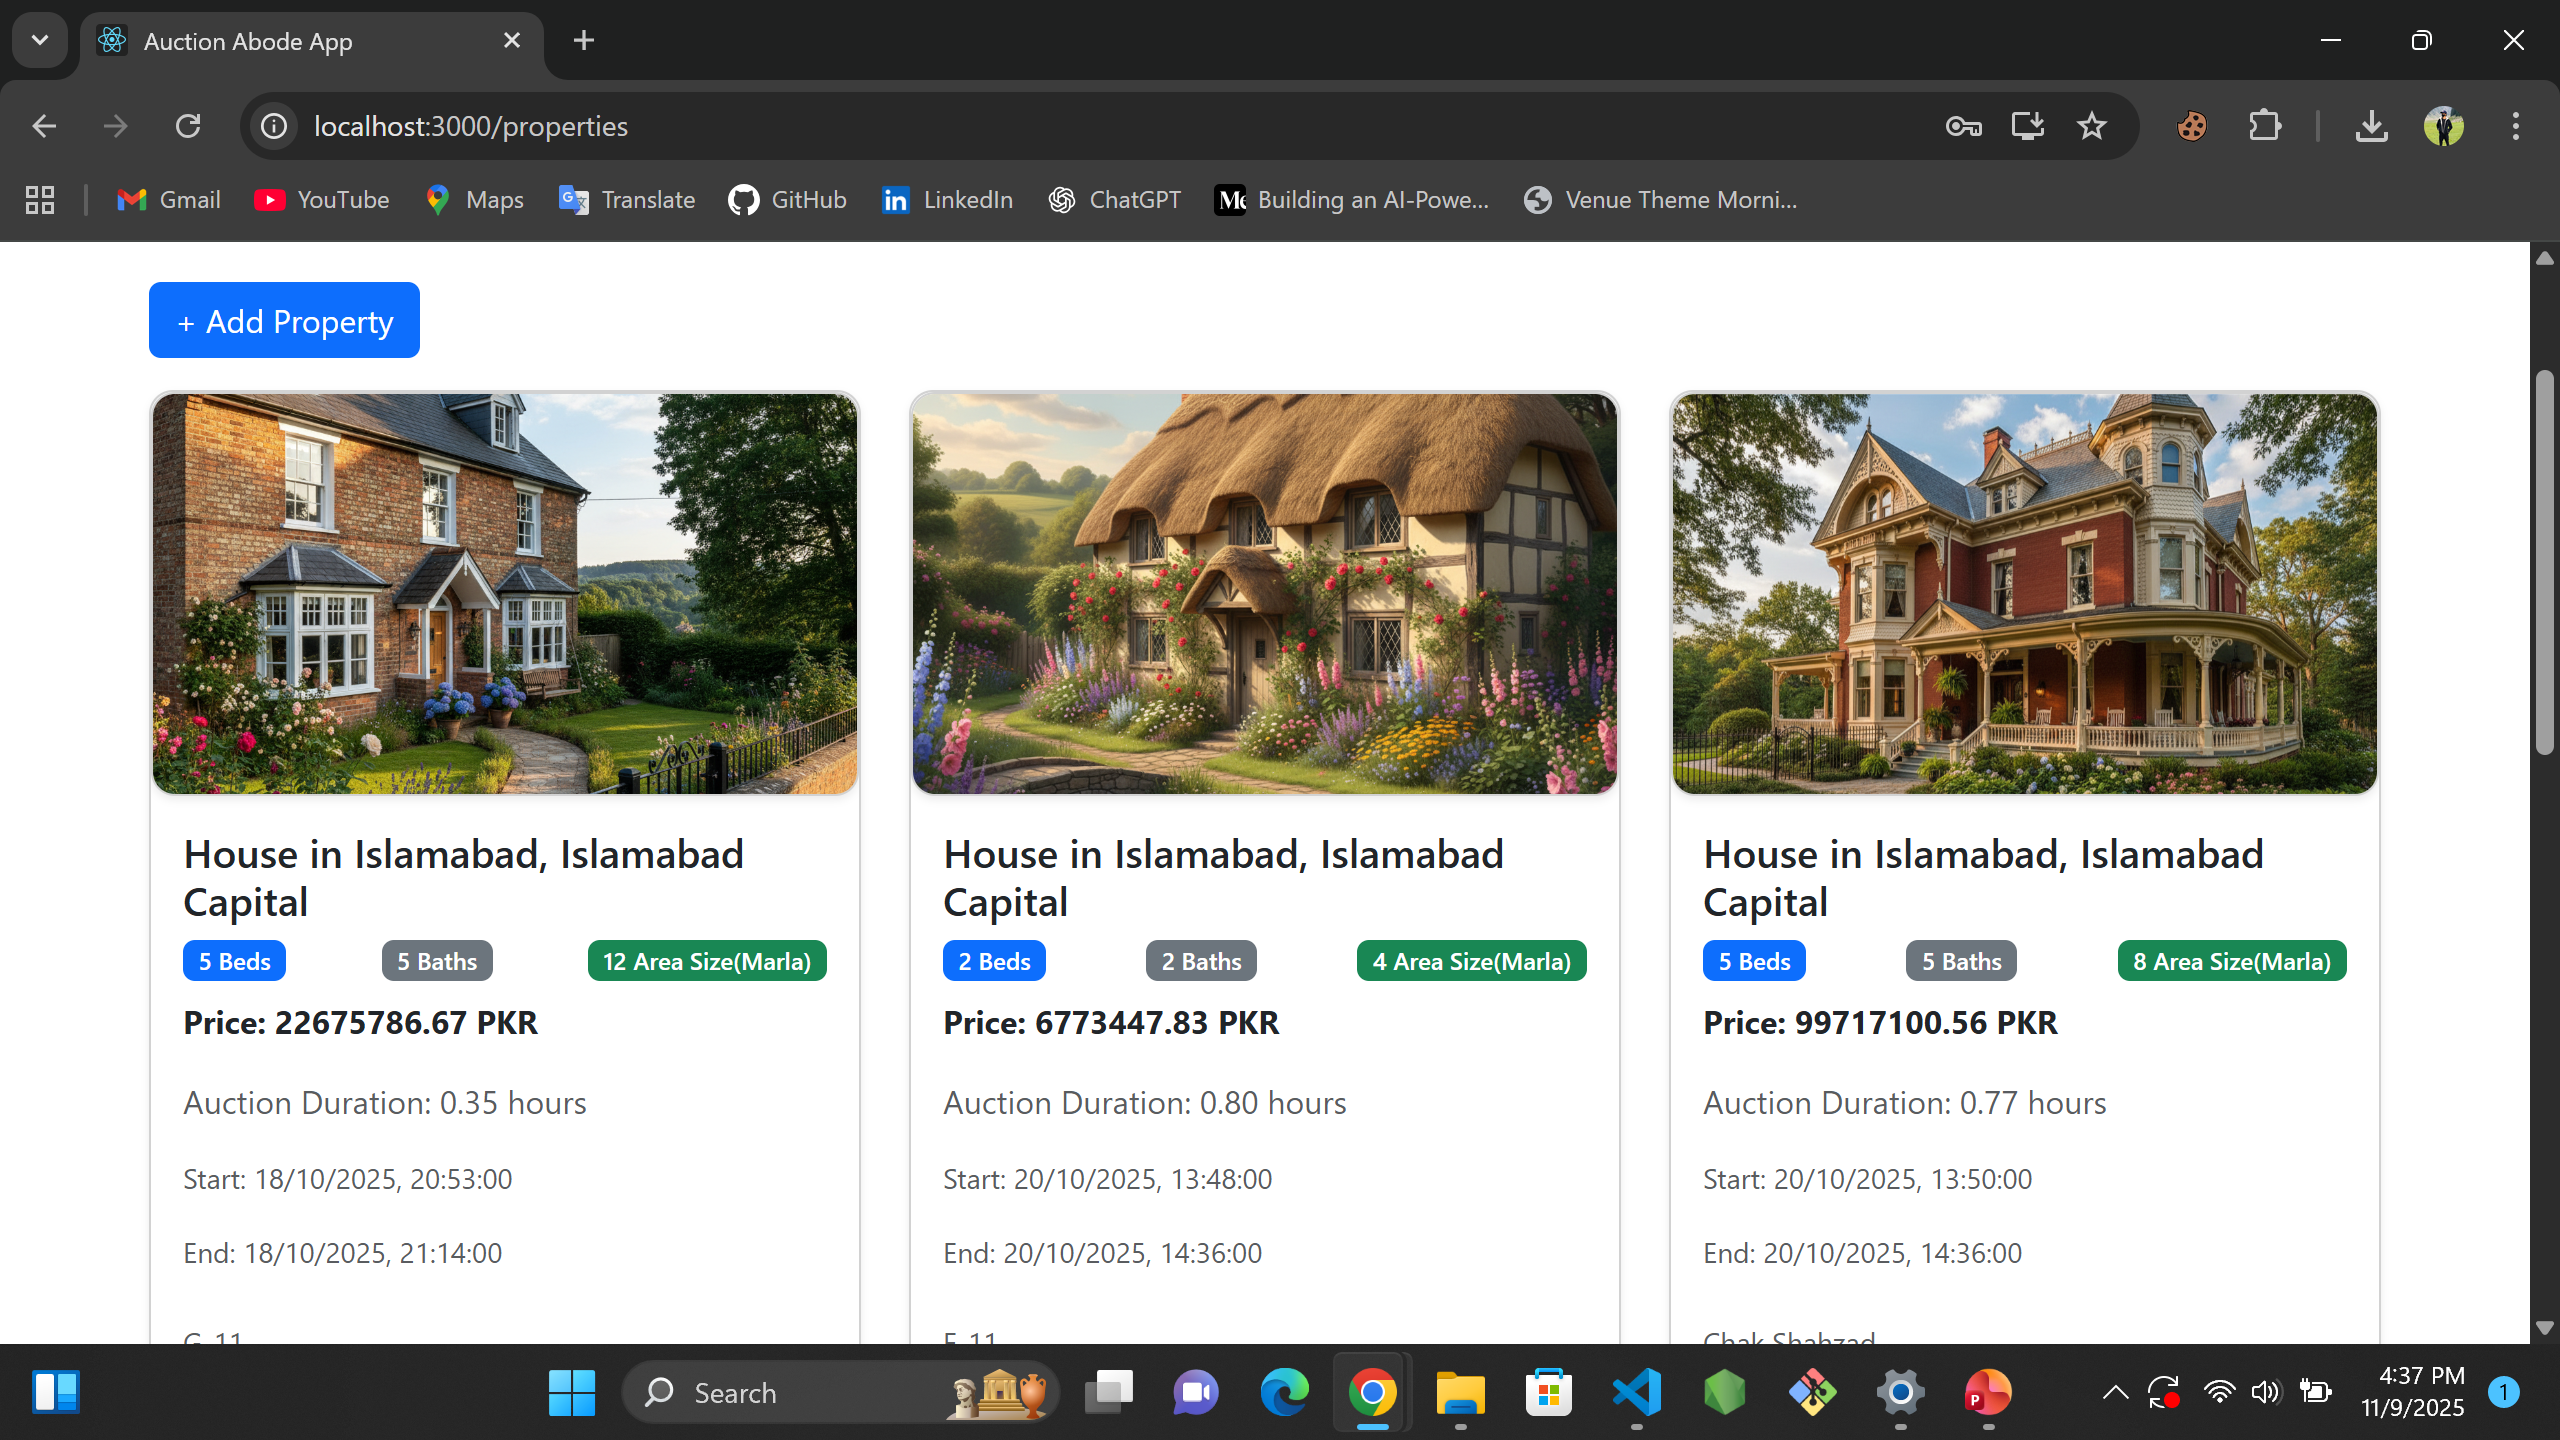 Auction Abode App
localhost:3000/properties
Gmail YouTube Maps Translate GitHub LinkedIn ChatGPT Building an AI-Powe... Venue Theme Morni...
+ Add Property
House in Islamabad, Islamabad
Capital
5 Beds 5 Baths 12 Area Size(Marla)
Price: 22675786.67 PKR
Auction Duration: 0.35 hours
Start: 18/10/2025, 20:53:00
End: 18/10/2025, 21:14:00
House in Islamabad, Islamabad
Capital
2 Beds 2 Baths 4 Area Size(Marla)
Price: 6773447.83 PKR
Auction Duration: 0.80 hours
Start: 20/10/2025, 13:48:00
End: 20/10/2025, 14:36:00
House in Islamabad, Islamabad
Capital
5 Beds 5 Baths 8 Area Size(Marla)
Price: 99717100.56 PKR
Auction Duration: 0.77 hours
Start: 20/10/2025, 13:50:00
End: 20/10/2025, 14:36:00
Chak Shahzad
Search
4:37 PM
11/9/2025
1